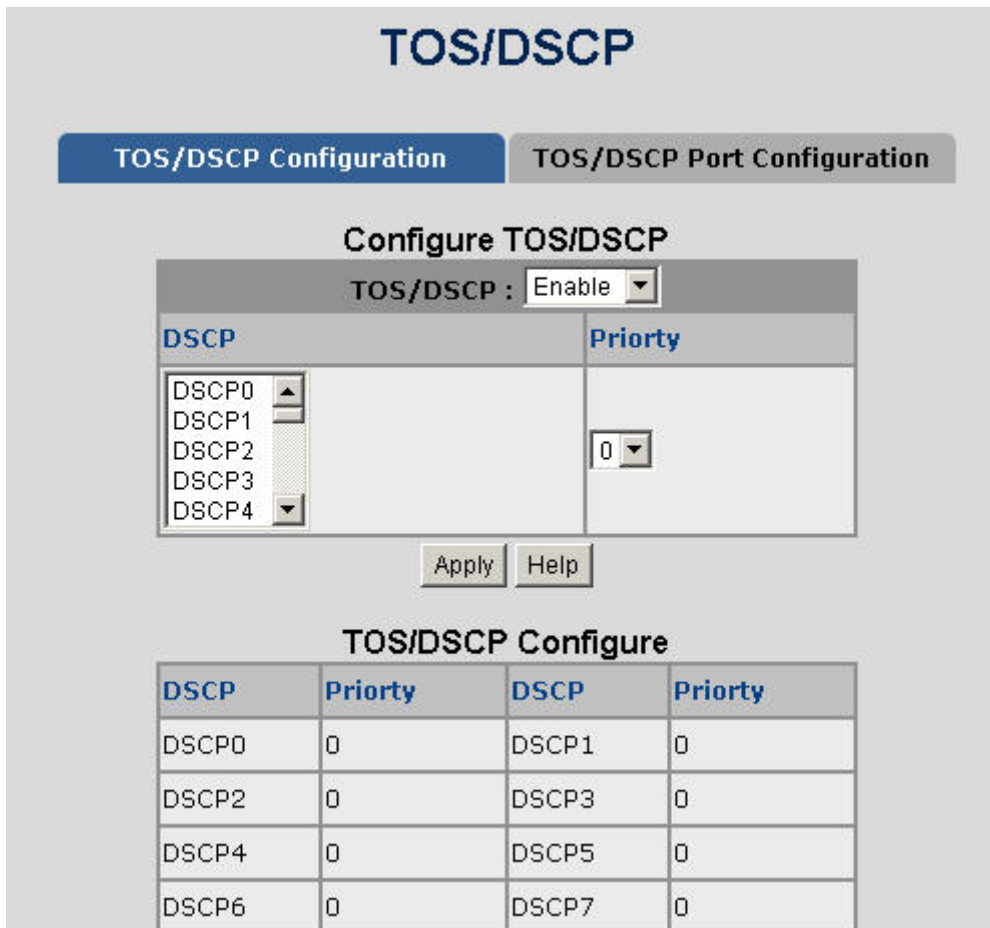 TOS/DSCP
TOS/DSCP Configuration TOS/DSCP Port Configuration
Configure TOS/DSCP
TOS/DSCP : Enable
DSCP Priorty
DSCP0
DSCP1
DSCP2
DSCP3
DSCP4
0
Apply Help
TOS/DSCP Configure
DSCP Priorty DSCP Priorty
DSCP0 0 DSCP1 0
DSCP2 0 DSCP3 0
DSCP4 0 DSCP5 0
DSCP6 0 DSCP7 0